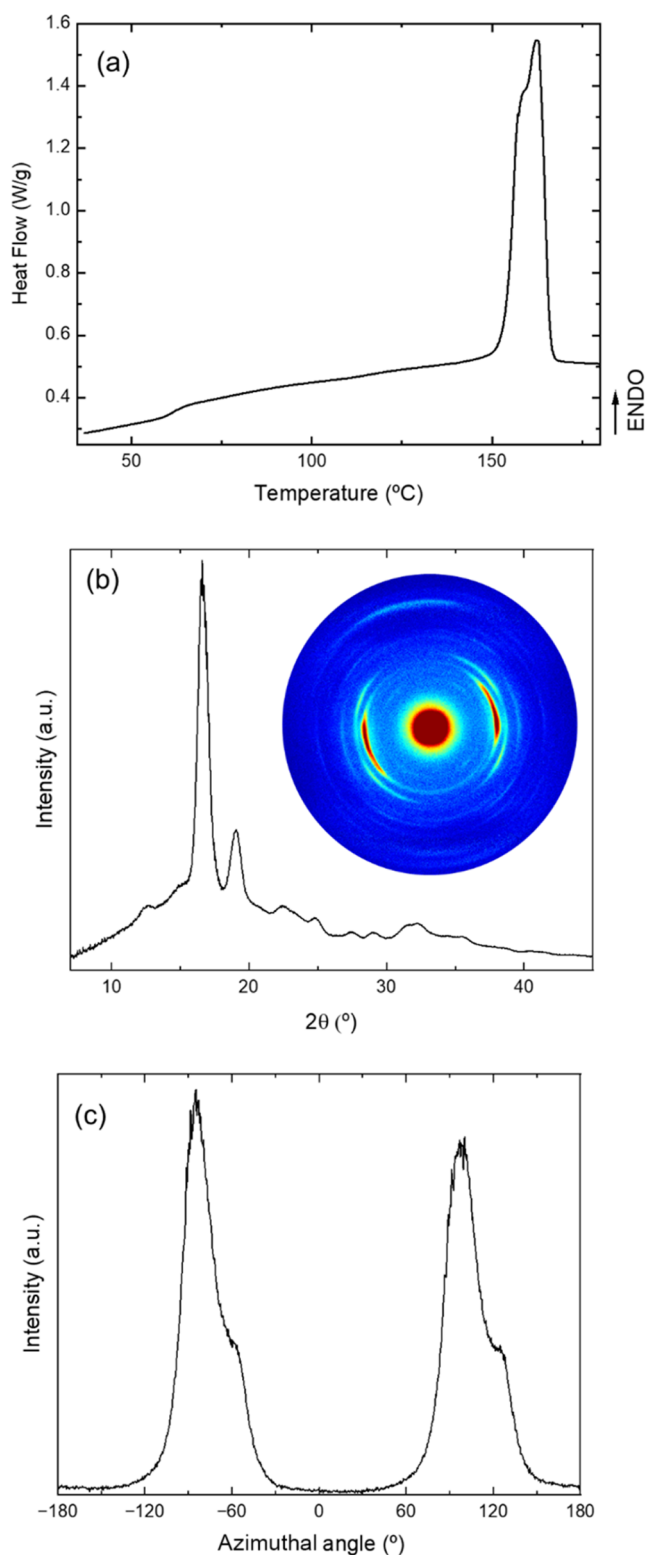 (a)
1.6
1.4
1.2
1.0
0.8
0.6
0.4
Heat Flow (W/g)
50
100
150
Temperature (ºC)
ENDO
(b)
Intensity (a.u.)
10
20
30
40
2θ (º)
(c)
Intensity (a.u.)
−180
−120
−60
0
60
120
180
Azimuthal angle (º)